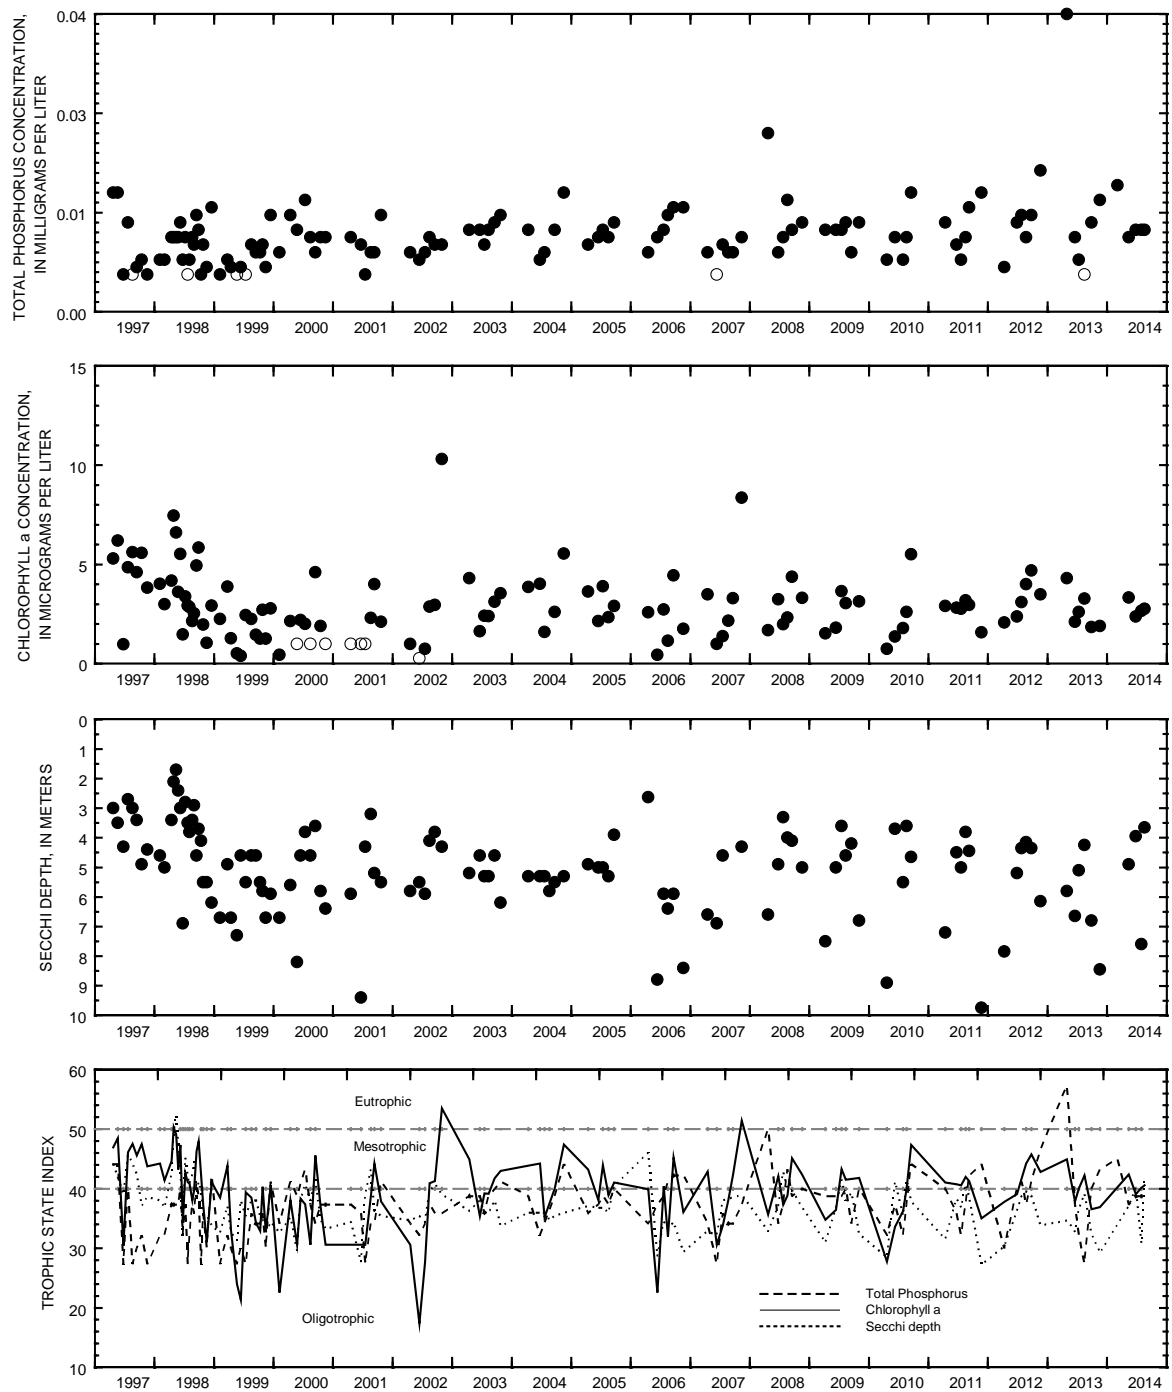 TOTAL PHOSPHORUS CONCENTRATION,
IN MILLIGRAMS PER LITER
0.04
0.03
0.01
0.00
1997 1998 1999 2000 2001 2002 2003 2004 2005 2006 2007 2008 2009 2010 2011 2012 2013 2014
CHLOROPHYLL a CONCENTRATION,
IN MICROGRAMS PER LITER
15
10
5
0
1997 1998 1999 2000 2001 2002 2003 2004 2005 2006 2007 2008 2009 2010 2011 2012 2013 2014
SECCHI DEPTH, IN METERS
0
1
2
3
4
5
6
7
8
9
10
1997 1998 1999 2000 2001 2002 2003 2004 2005 2006 2007 2008 2009 2010 2011 2012 2013 2014
TROPHIC STATE INDEX
60
50
40
30
20
10
Eutrophic
Mesotrophic
Oligotrophic
Total Phosphorus
Chlorophyll a
Secchi depth
1997 1998 1999 2000 2001 2002 2003 2004 2005 2006 2007 2008 2009 2010 2011 2012 2013 2014